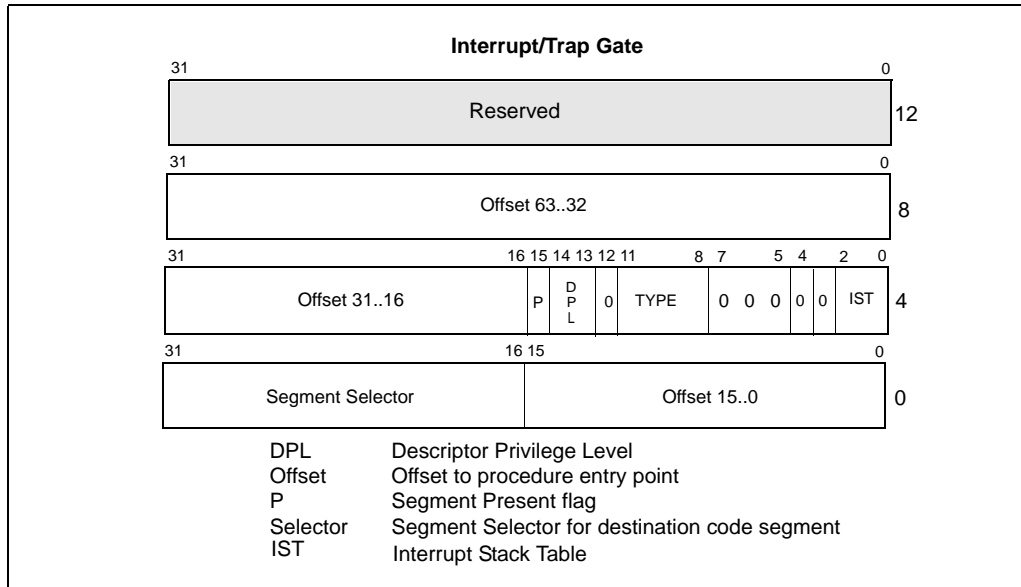 Interrupt/Trap Gate
31 0
Reserved 12
31 0
Offset 63..32 8
31 16 15 14 13 12 11 8 7 5 4 2 0
Offset 31..16 P DPL 0 TYPE 0 0 0 0 0 IST 4
31 16 15 0
Segment Selector Offset 15..0 0
DPL Descriptor Privilege Level
Offset Offset to procedure entry point
P Segment Present flag
Selector Segment Selector for destination code segment
IST Interrupt Stack Table